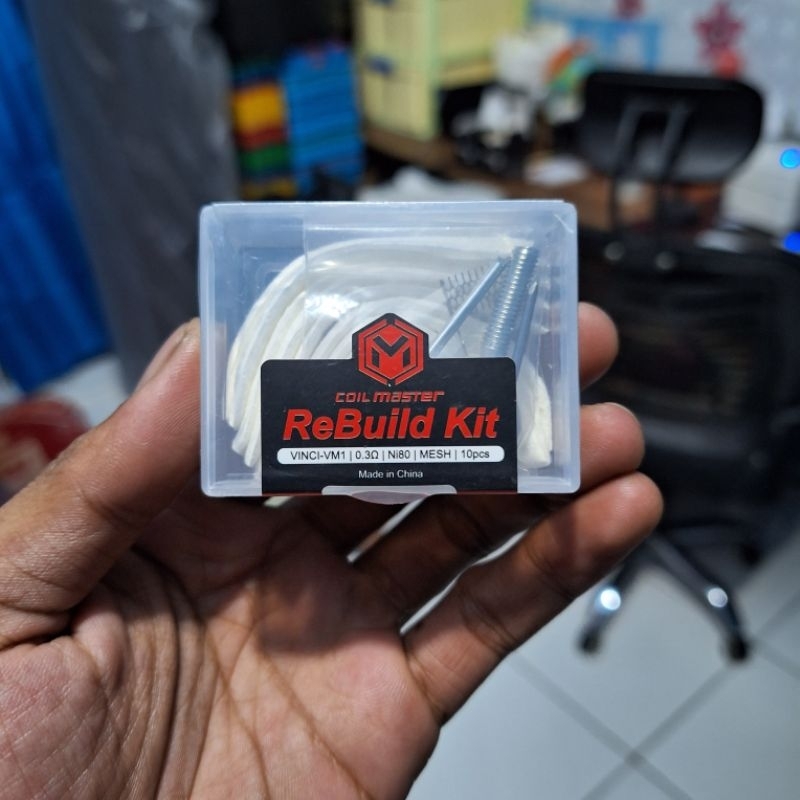 COIL MASTER
ReBuild Kit
VINCI-VM1 | 0.3Ω | Ni80 | MESH | 10pcs
Made in China